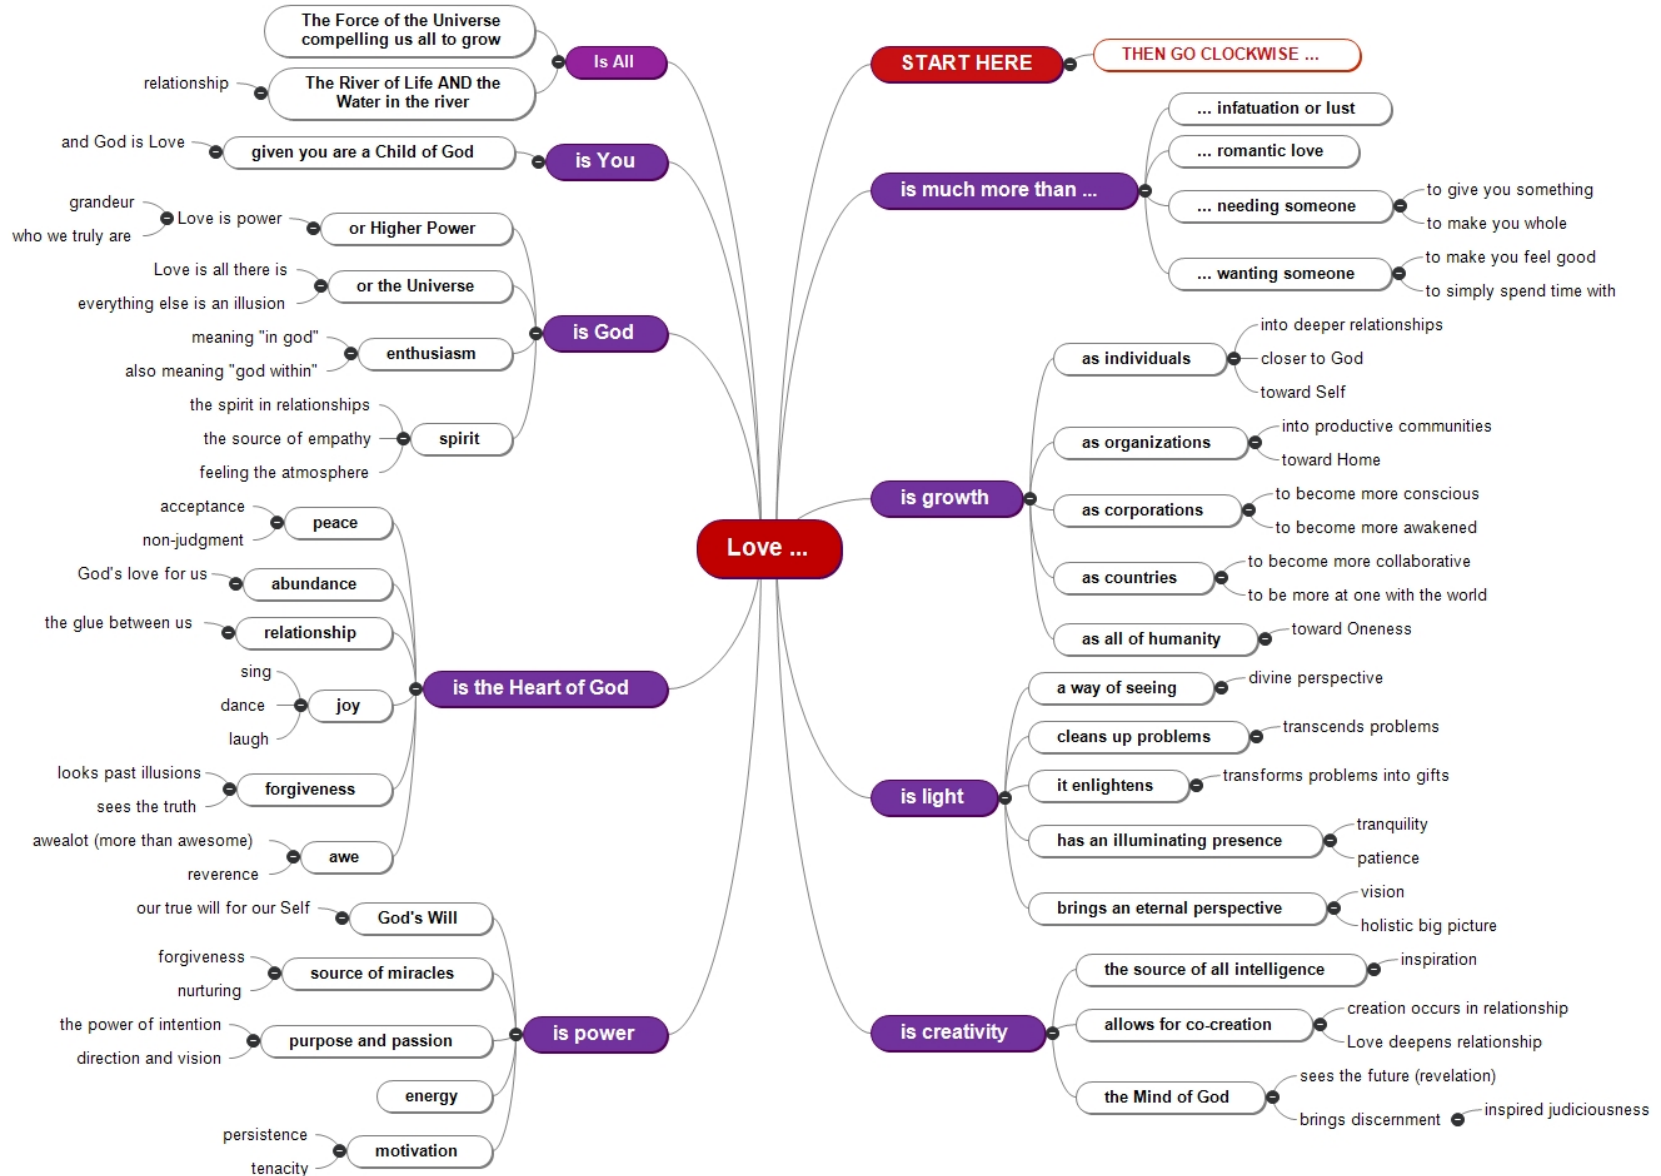 Love ...
START HERE
THEN GO CLOCKWISE ...
is much more than ...
... infatuation or lust
... romantic love
... needing someone
to give you something
to make you whole
... wanting someone
to make you feel good
to simply spend time with
is growth
as individuals
into deeper relationships
closer to God
toward Self
as organizations
into productive communities
toward Home
as corporations
to become more conscious
to become more awakened
as countries
to become more collaborative
to be more at one with the world
as all of humanity
toward Oneness
is light
a way of seeing
divine perspective
cleans up problems
transcends problems
it enlightens
transforms problems into gifts
has an illuminating presence
tranquility
patience
brings an eternal perspective
vision
holistic big picture
is creativity
the source of all intelligence
inspiration
allows for co-creation
creation occurs in relationship
Love deepens relationship
the Mind of God
sees the future (revelation)
brings discernment
inspired judiciousness
is power
God's Will
our true will for our Self
source of miracles
forgiveness
nurturing
purpose and passion
the power of intention
direction and vision
energy
motivation
persistence
tenacity
is the Heart of God
peace
acceptance
non-judgment
abundance
God's love for us
relationship
the glue between us
joy
sing
dance
laugh
forgiveness
looks past illusions
sees the truth
awe
awealot (more than awesome)
reverence
is God
or Higher Power
Love is power
grandeur
who we truly are
or the Universe
Love is all there is
everything else is an illusion
enthusiasm
meaning "in god"
also meaning "god within"
spirit
the spirit in relationships
the source of empathy
feeling the atmosphere
is You
given you are a Child of God
and God is Love
Is All
The Force of the Universe
compelling us all to grow
The River of Life AND the
Water in the river
relationship